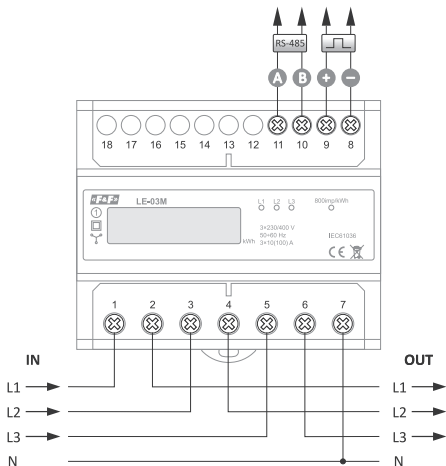 RS-485
A B + −
18 17 16 15 14 13 12 11 10 9 8
F&F LE-03M
L1 L2 L3 800imp/kWh
1
3×230/400 V
50÷60 Hz IEC61036
kWh 3×10(100) A
CE
1 2 3 4 5 6 7
IN OUT
L1 L1
L2 L2
L3 L3
N N